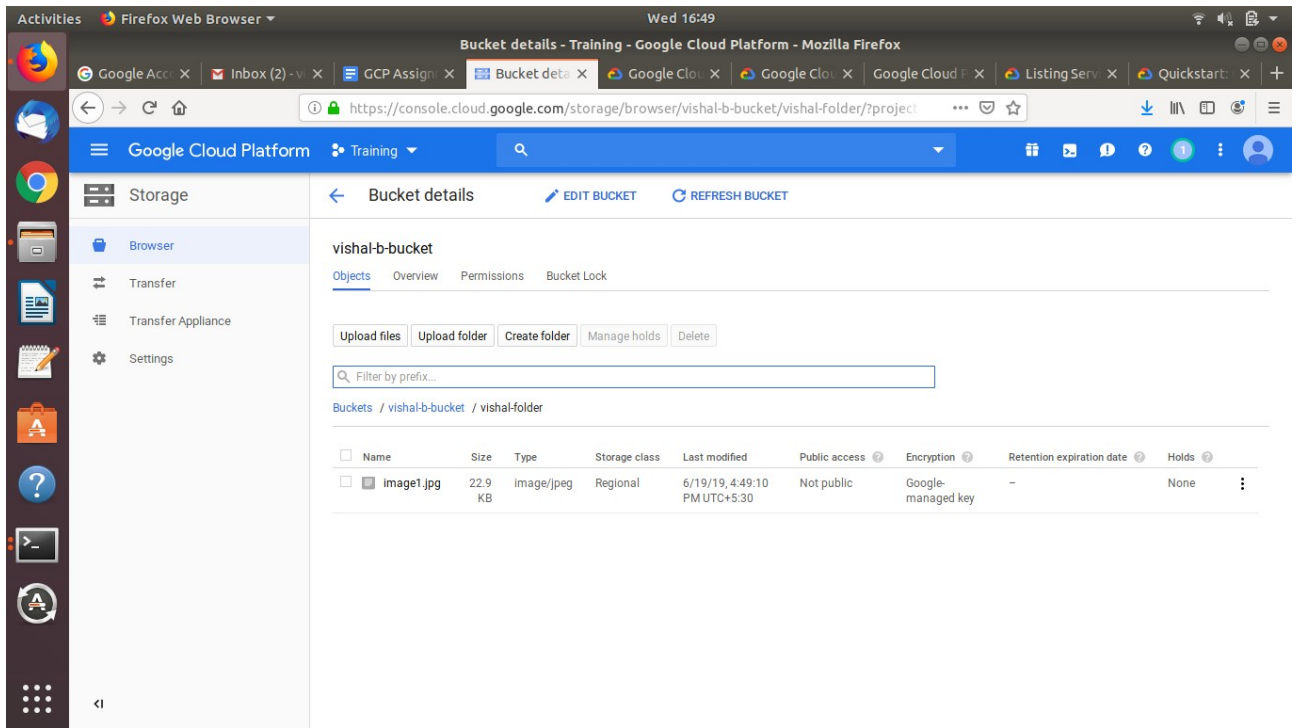 Activities Firefox Web Browser Wed 16:49
Bucket details - Training - Google Cloud Platform - Mozilla Firefox
Google Acc Inbox (2) - vi GCP Assign Bucket deta Google Clou Google Clou Google Cloud P Listing Servi Quickstart:
https://console.cloud.google.com/storage/browser/vishal-b-bucket/vishal-folder/?project
Google Cloud Platform Training 1
Storage Bucket details EDIT BUCKET REFRESH BUCKET
Browser
Transfer
Transfer Appliance
Settings
vishal-b-bucket
Objects Overview Permissions Bucket Lock
Upload files Upload folder Create folder Manage holds Delete
Filter by prefix...
Buckets / vishal-b-bucket / vishal-folder
Name Size Type Storage class Last modified Public access Encryption Retention expiration date Holds
image1.jpg 22.9 image/jpeg Regional 6/19/19, 4:49:10 Not public Google- – None
KB PM UTC+5:30 managed key